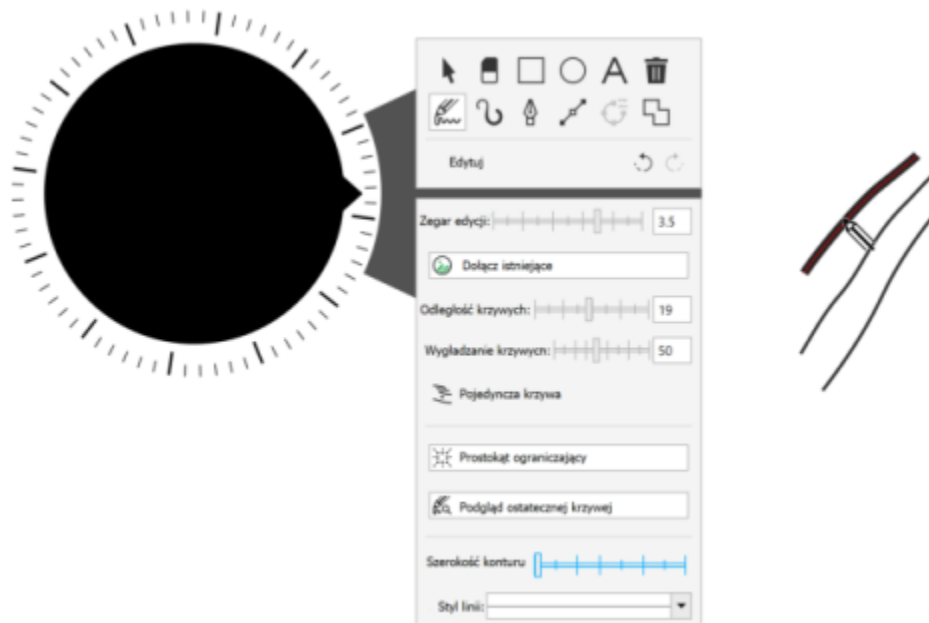 A
Edytuj
Zegar edycji: 3.5
Dołącz istniejące
Odległość krzywych: 19
Wygładzanie krzywych: 50
Pojedyncza krzywa
Prostokąt ograniczający
Podgląd ostatecznej krzywej
Szerokość konturu
Styl linii: